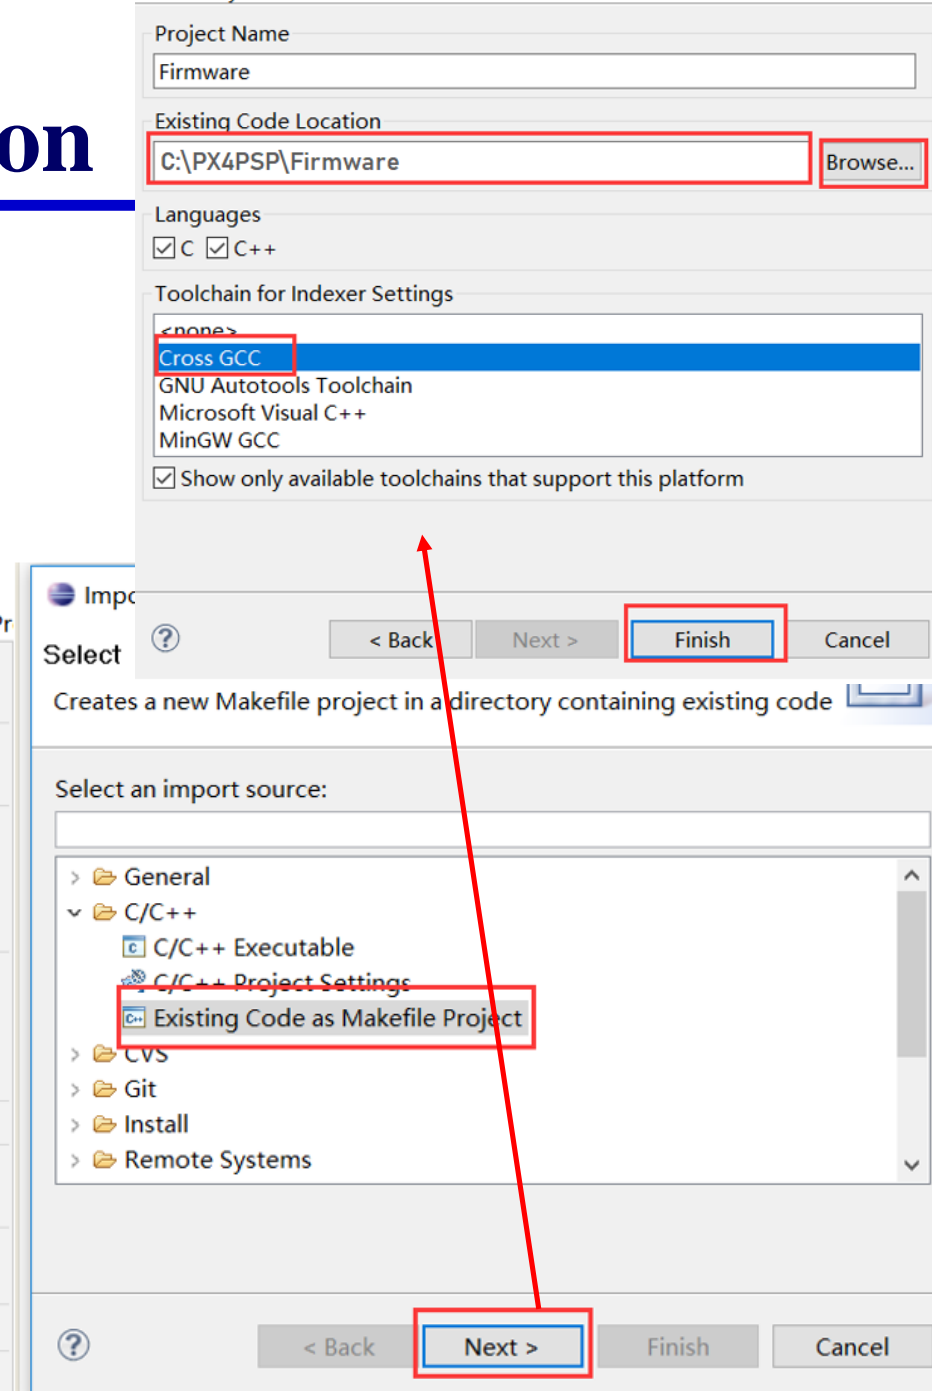 on
Project Name
Firmware
Existing Code Location
C:\PX4PSP\Firmware
Browse...
Languages
C C++
Toolchain for Indexer Settings
<none>
Cross GCC
GNU Autotools Toolchain
Microsoft Visual C++
MinGW GCC
Show only available toolchains that support this platform
< Back Next > Finish Cancel
Impo
Pr
Select
Creates a new Makefile project in a directory containing existing code
Select an import source:
General
C/C++
C/C++ Executable
C/C++ Project Settings
Existing Code as Makefile Project
CVS
Git
Install
Remote Systems
< Back Next > Finish Cancel